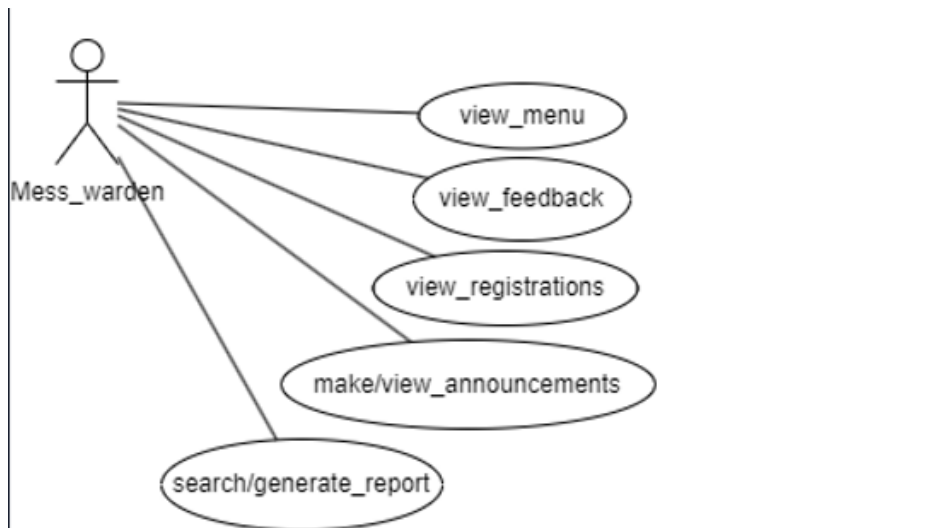 view_menu
Mess_warden
view_feedback
view_registrations
make/view_announcements
search/generate_report